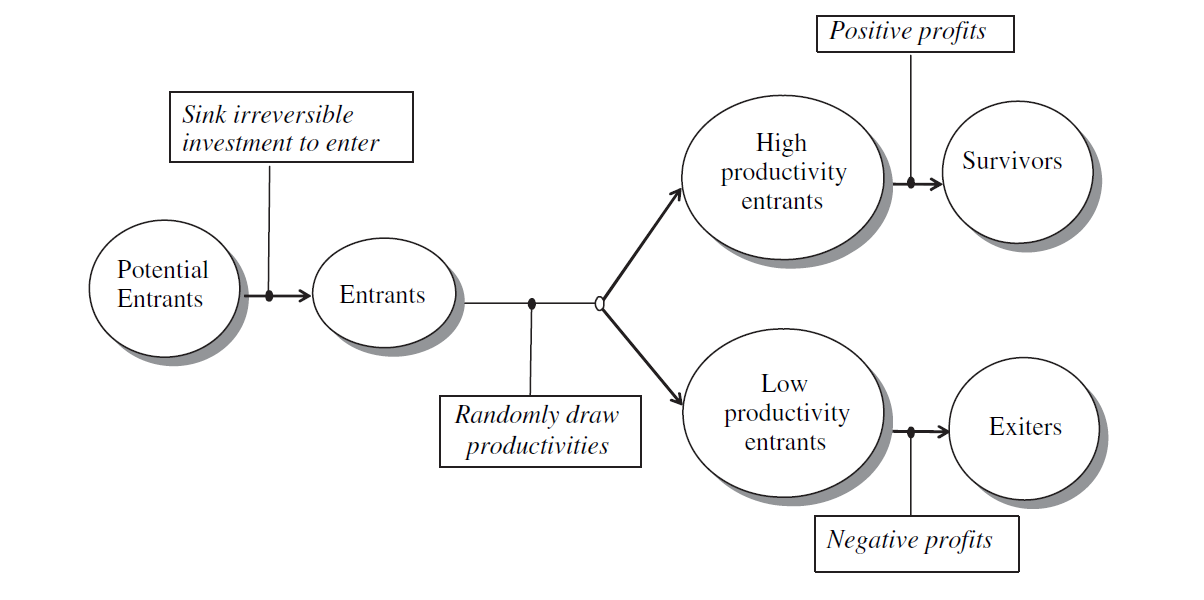 Positive profits
Sink irreversible
investment to enter
High
productivity
entrants
Survivors
Potential
Entrants
Entrants
Randomly draw
productivities
Low
productivity
entrants
Exiters
Negative profits